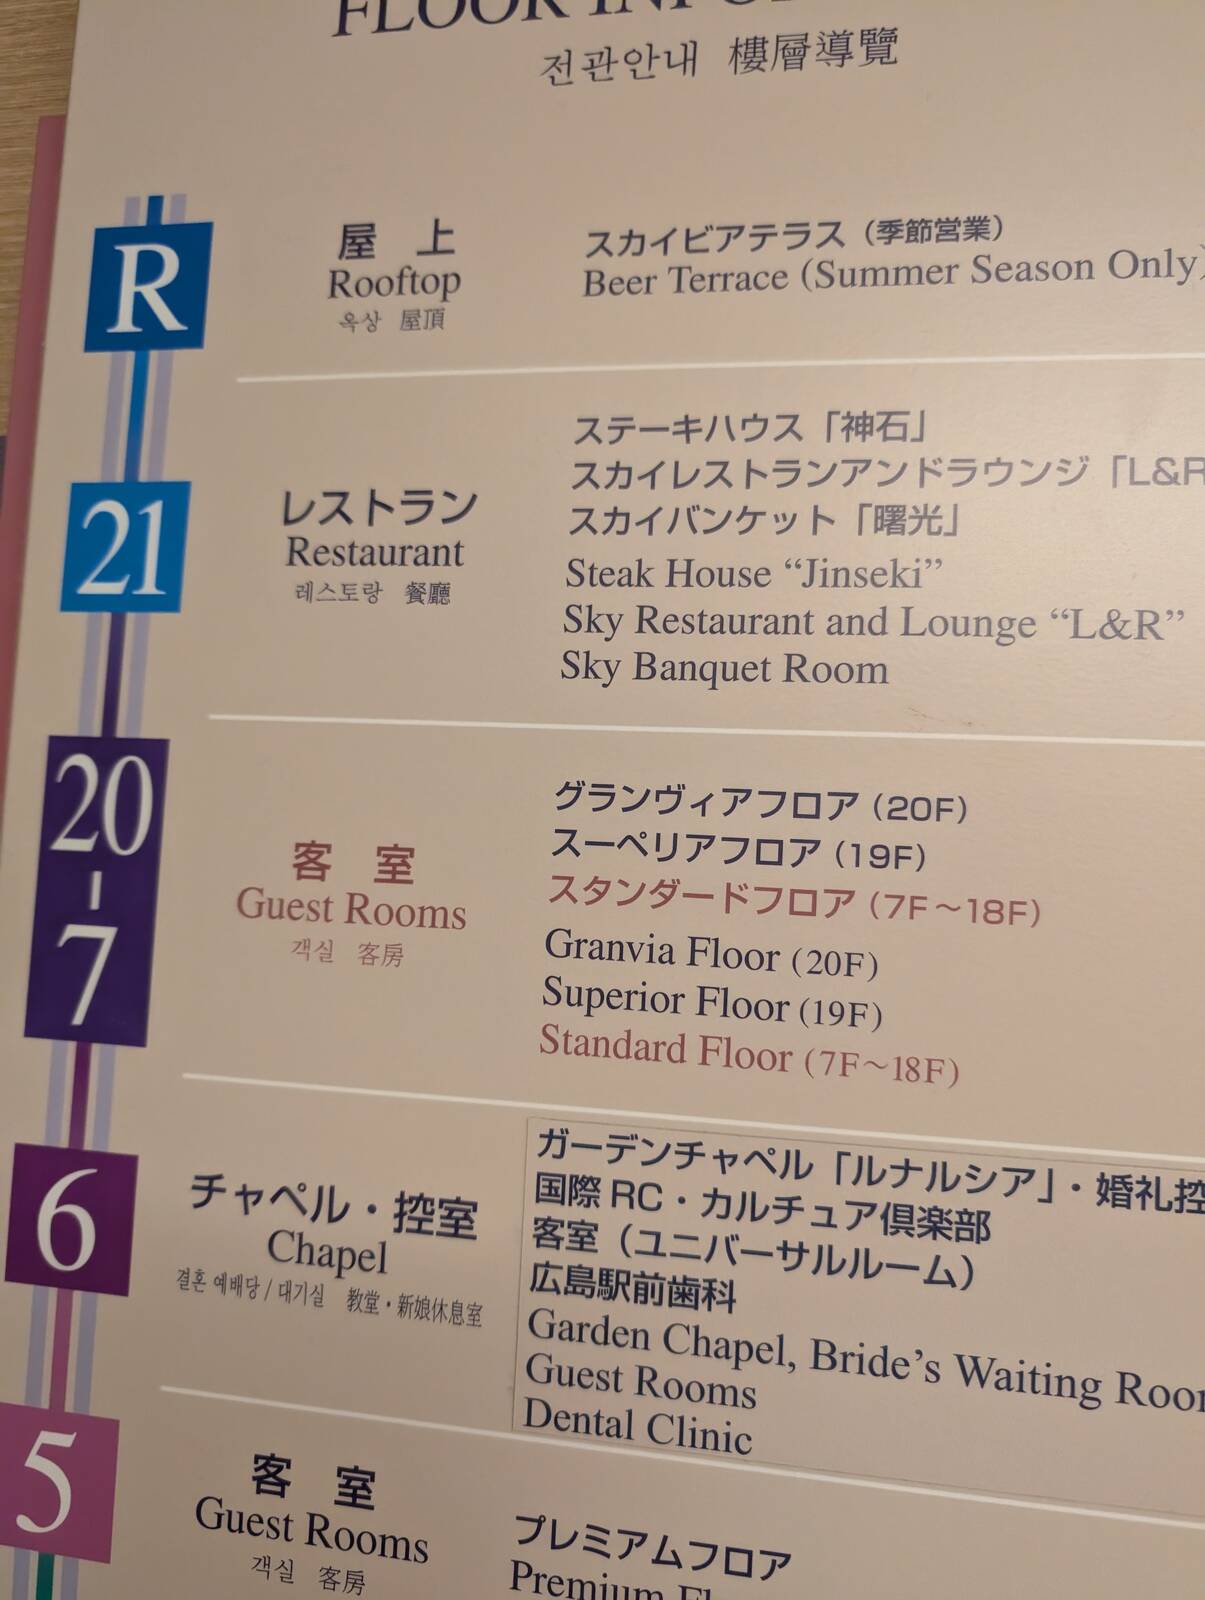 FLOOR
전관안내 樓層導覽
R
屋 上
Rooftop
옥상 屋頂
スカイビアテラス（季節営業）
Beer Terrace (Summer Season Only)
21
レストラン
Restaurant
레스토랑 餐廳
ステーキハウス「神石」
スカイレストランアンドラウンジ「L&R
スカイバンケット「曙光」
Steak House “Jinseki”
Sky Restaurant and Lounge “L&R”
Sky Banquet Room
20-7
客 室
Guest Rooms
객실 客房
グランヴィアフロア（20F）
スーペリアフロア（19F）
スタンダードフロア（7F～18F）
Granvia Floor (20F)
Superior Floor (19F)
Standard Floor (7F～18F)
6
チャペル・控室
Chapel
결혼 예배당 / 대기실 教堂・新娘休息室
ガーデンチャペル「ルナルシア」・婚礼控
国際 RC・カルチュア倶楽部
客室（ユニバーサルルーム）
広島駅前歯科
Garden Chapel, Bride’s Waiting
Guest Rooms
Dental Clinic
5
客 室
Guest Rooms
객실 客房
プレミアムフロア
Premium